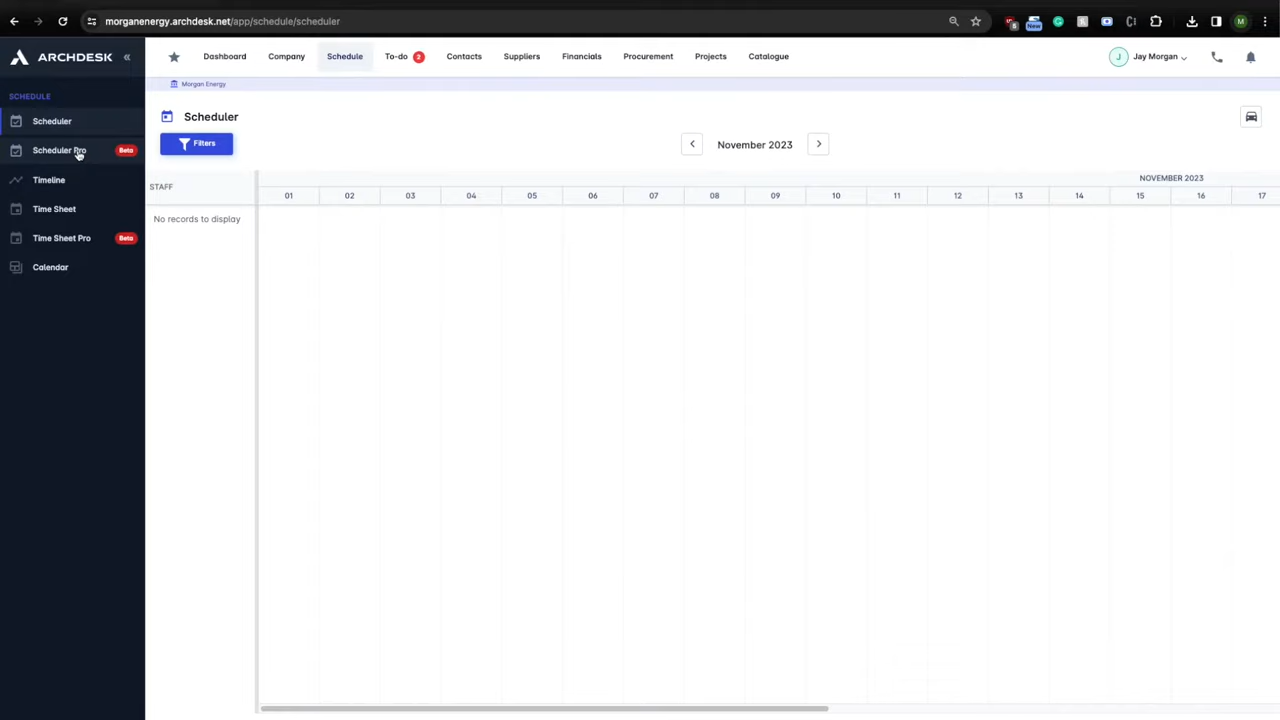 morganenergy.archdesk.net/app/schedule/scheduler
New
M
ARCHDESK
Dashboard
Company
Schedule
To-do 2
Contacts
Suppliers
Financials
Procurement
Projects
Catalogue
J Jay Morgan
Morgan Energy
SCHEDULE
Scheduler
Scheduler Pro Beta
Timeline
Time Sheet
Time Sheet Pro Beta
Calendar
Scheduler
Filters
November 2023
STAFF
NOVEMBER 2023
01 02 03 04 05 06 07 08 09 10 11 12 13 14 15 16 17
No records to display